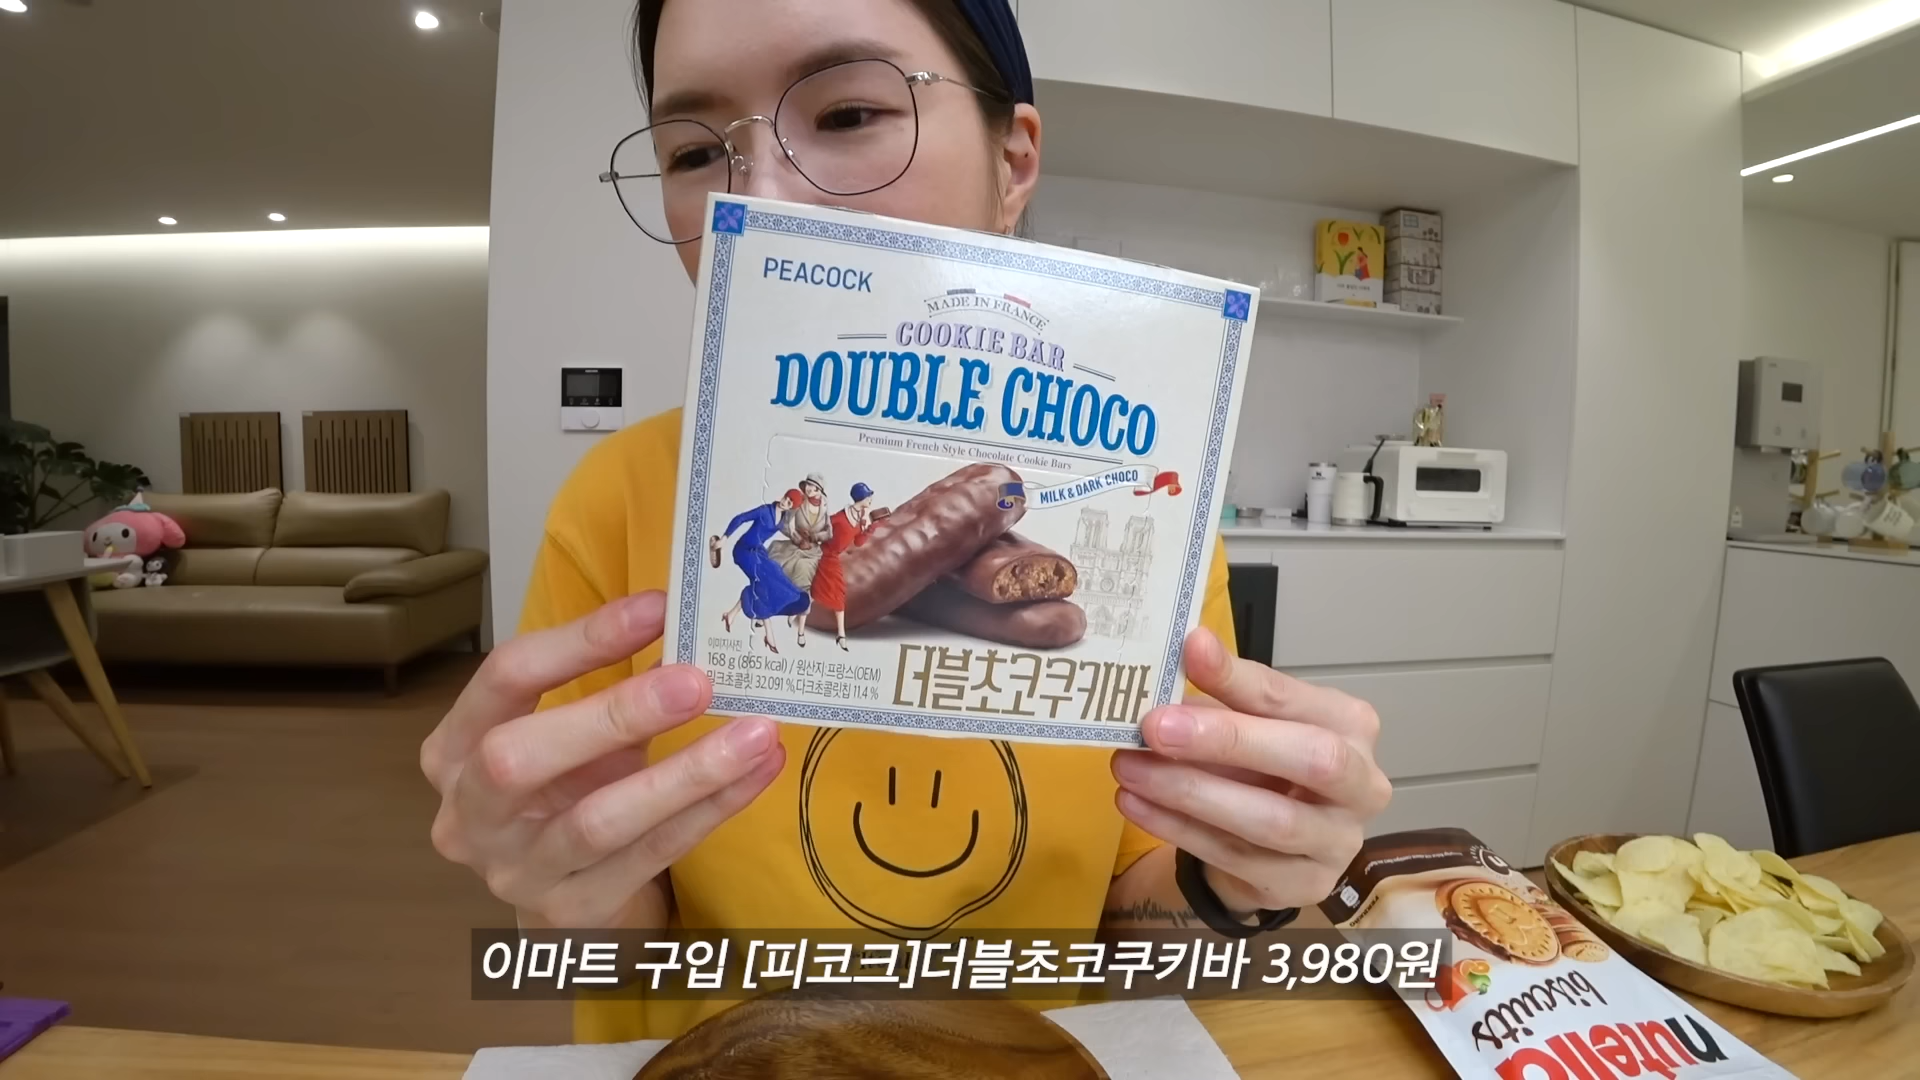 PEACOCK
MADE IN FRANCE
COOKIE BAR
DOUBLE CHOCO
Premium French Style Chocolate Cookie Bars
MILK & DARK CHOCO
이미지사진
168 g (865 kcal) / 원산지:프랑스(OEM)
밀크초콜릿 32.091 %, 다크초콜릿칩 11.4 %
더블초코쿠키바
이마트 구입 [피코크]더블초코쿠키바 3,980원
nutella
biscuits